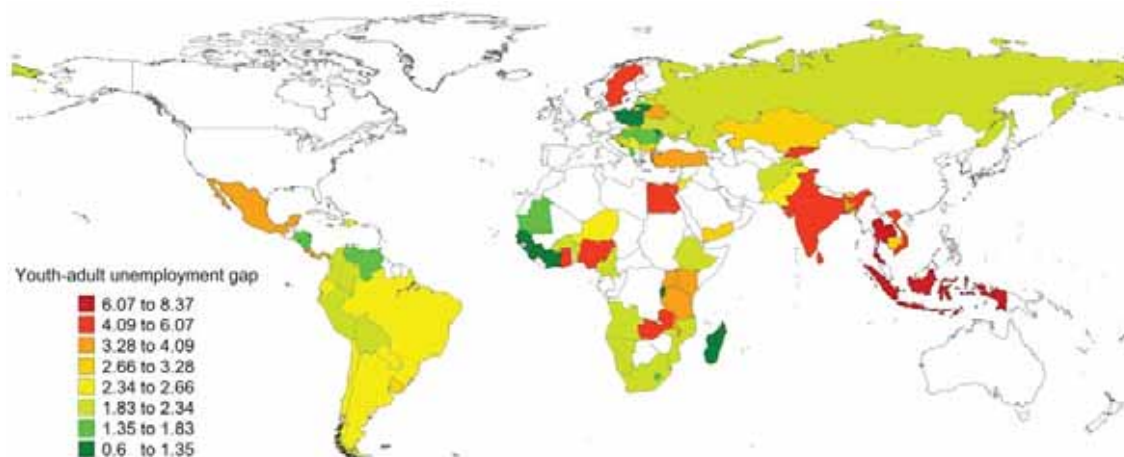 Youth-adult unemployment gap
6.07 to 8.37
4.09 to 6.07
3.28 to 4.09
2.66 to 3.28
2.34 to 2.66
1.83 to 2.34
1.35 to 1.83
0.6 to 1.35